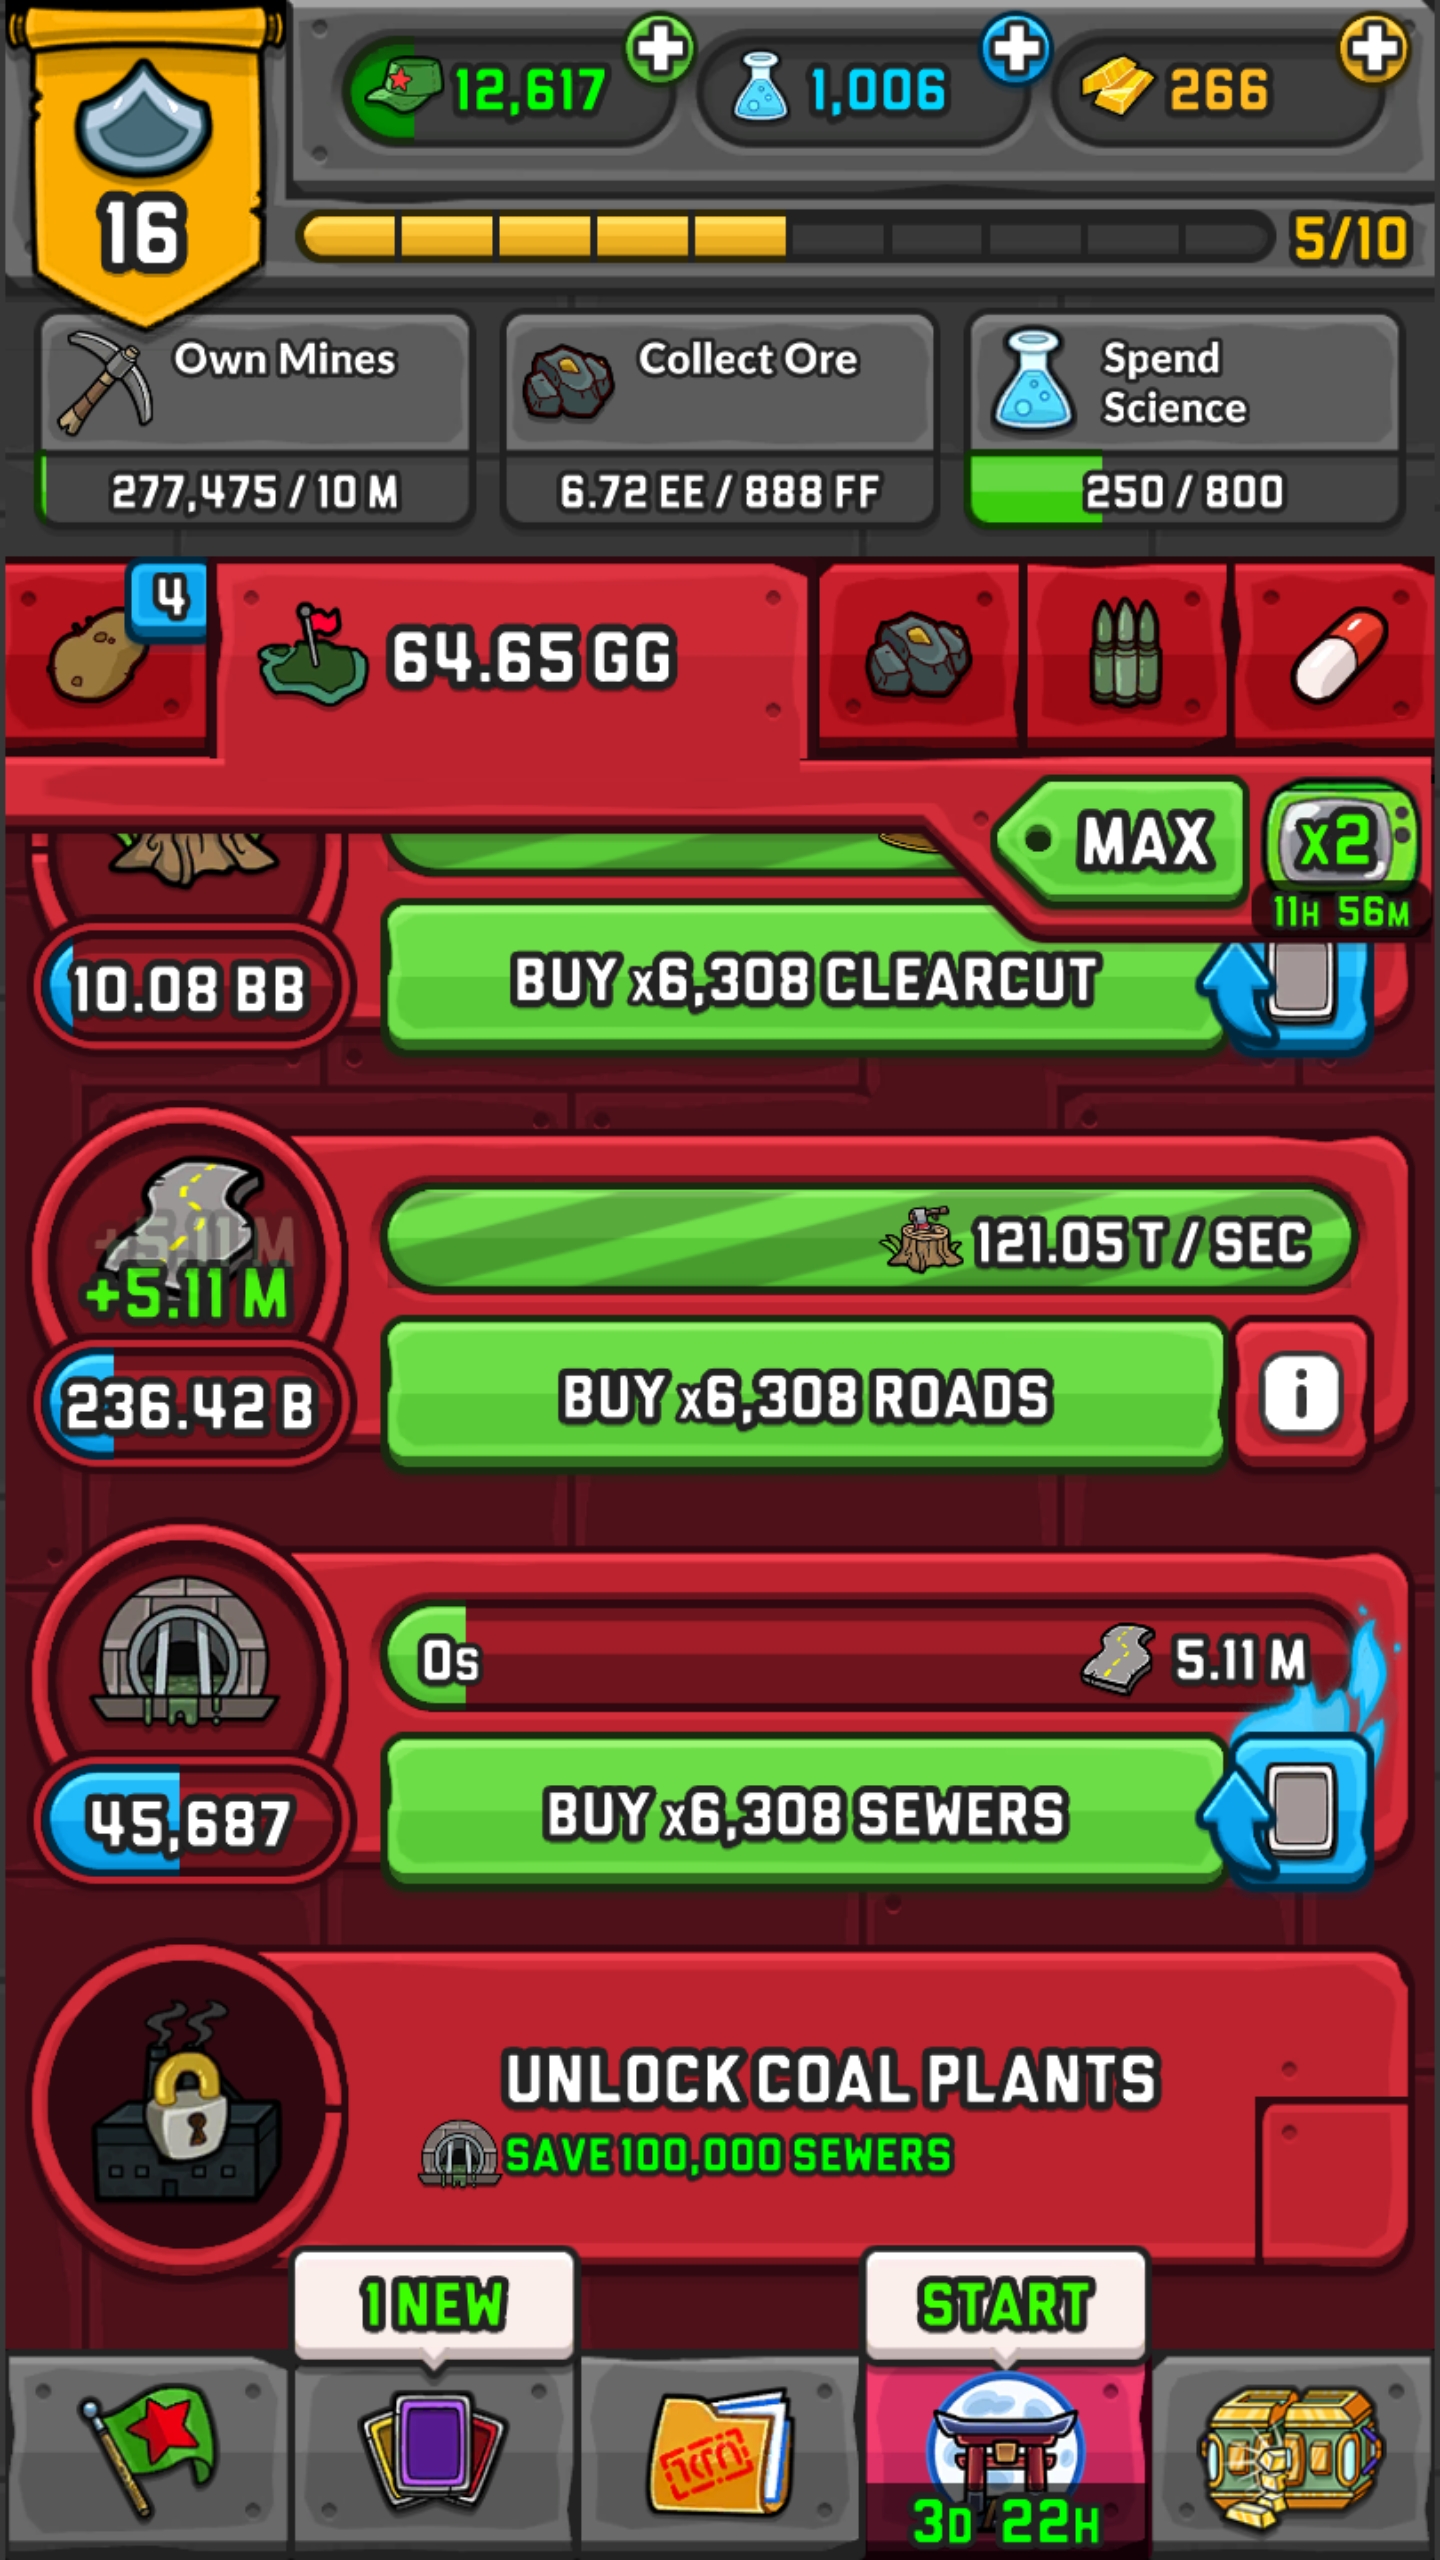 12,617
1,006
266
16
5/10
Own Mines
277,475 / 10 M
Collect Ore
6.72 EE / 888 FF
Spend
Science
250 / 800
4
64.65 GG
MAX
x2
11H 56M
10.08 BB
BUY x6,308 CLEARCUT
+5.11 M
+5.11 M
236.42 B
121.05 T / SEC
BUY x6,308 ROADS
i
0s
5.11 M
45,687
BUY x6,308 SEWERS
UNLOCK COAL PLANTS
SAVE 100,000 SEWERS
1 NEW
START
3D 22H